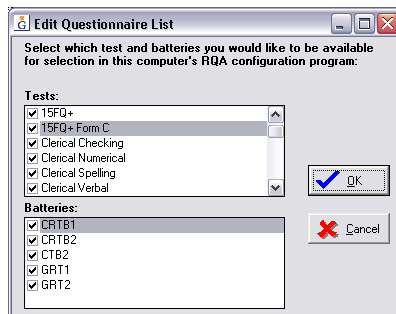 Edit Questionnaire List
Select which test and batteries you would like to be available
for selection in this computer's RQA configuration program:
Tests:
15FQ+
15FQ+ Form C
Clerical Checking
Clerical Numerical
Clerical Spelling
Clerical Verbal
OK
Batteries:
CRTB1
CRTB2
CTB2
GRT1
GRT2
Cancel